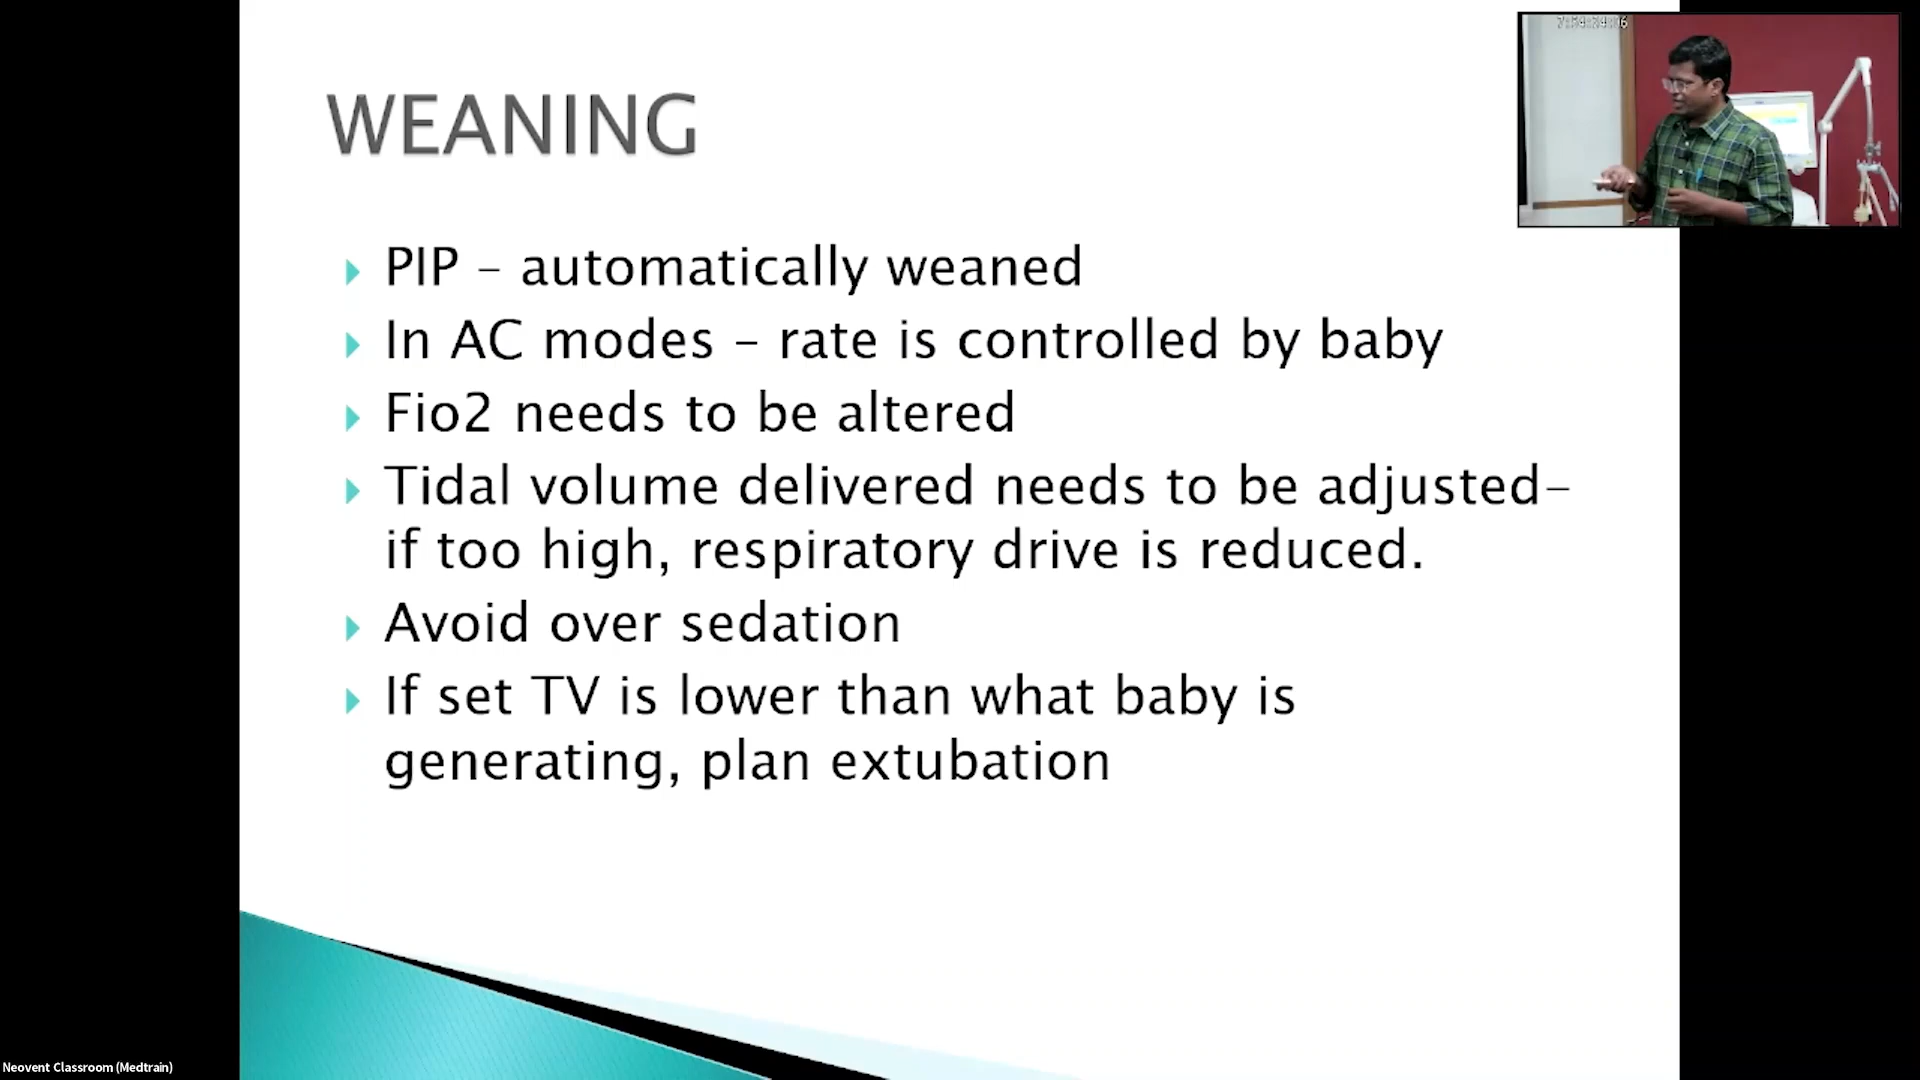 WEANING
PIP – automatically weaned
In AC modes – rate is controlled by baby
Fio2 needs to be altered
Tidal volume delivered needs to be adjusted–
if too high, respiratory drive is reduced.
Avoid over sedation
If set TV is lower than what baby is
generating, plan extubation
Neovent Classroom (Medtrain)